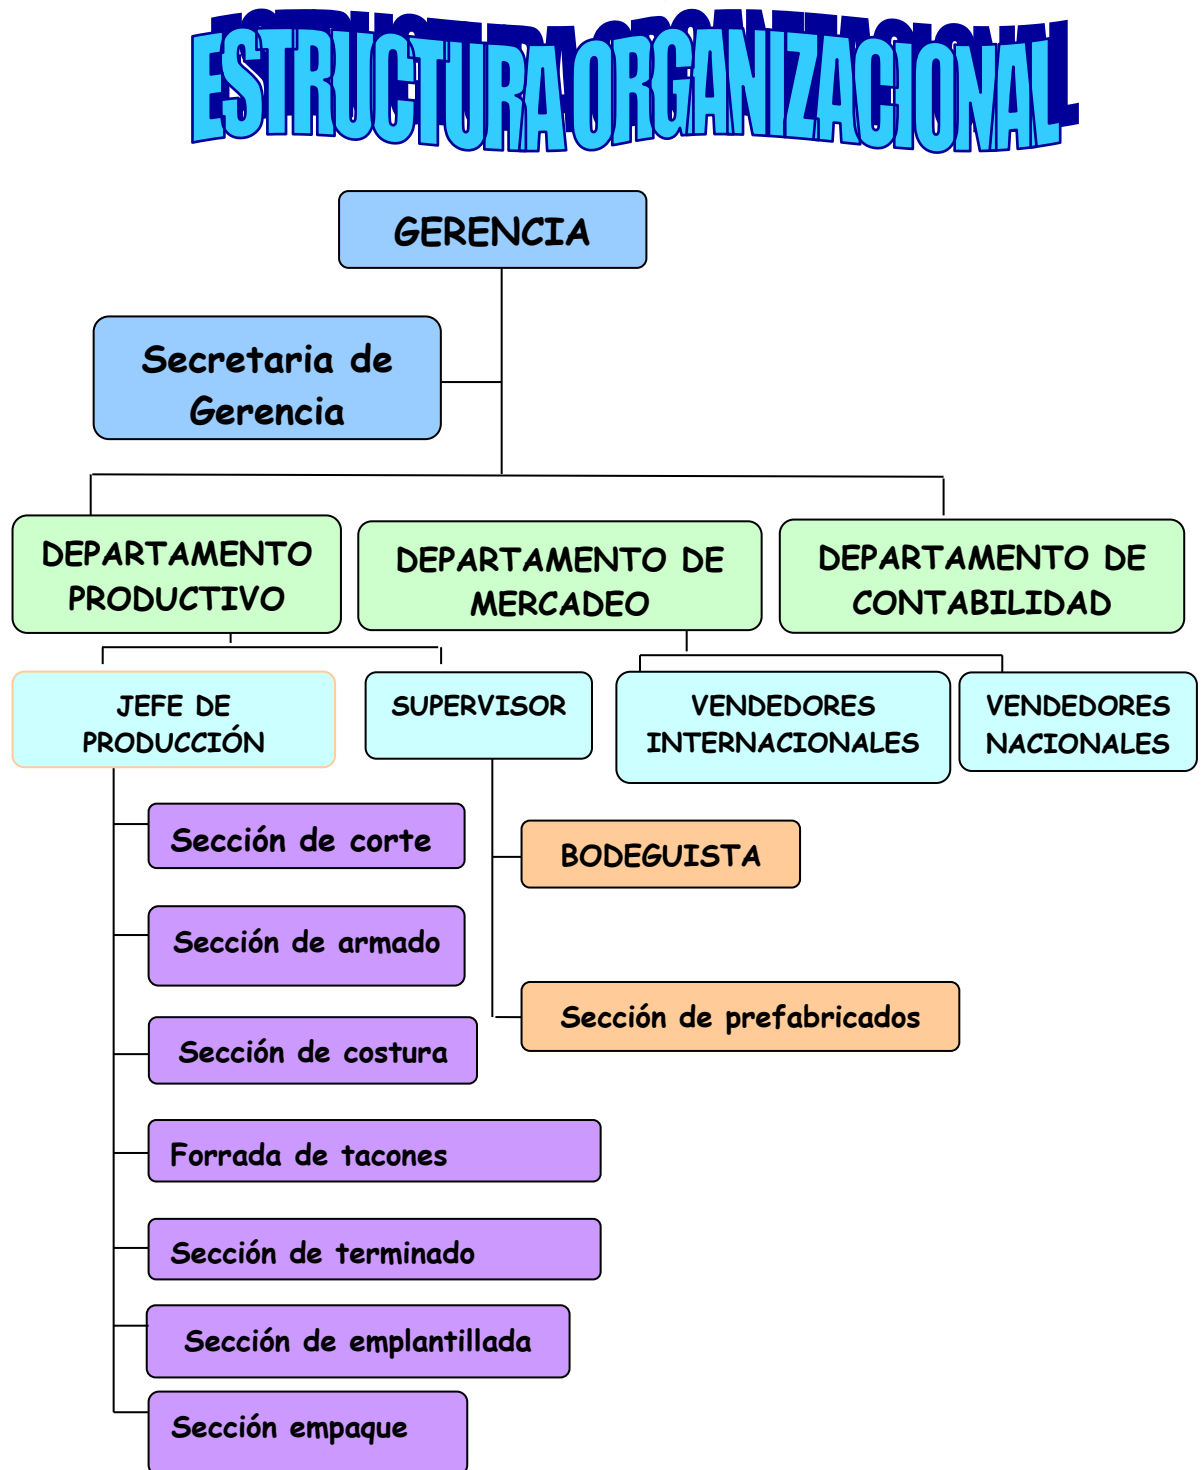 ESTRUCTURA ORGANIZACIONAL
GERENCIA
Secretaria de
Gerencia
DEPARTAMENTO
PRODUCTIVO
DEPARTAMENTO DE
MERCADEO
DEPARTAMENTO DE
CONTABILIDAD
JEFE DE
PRODUCCIÓN
SUPERVISOR
VENDEDORES
INTERNACIONALES
VENDEDORES
NACIONALES
Sección de corte
Sección de armado
Sección de costura
Forrada de tacones
Sección de terminado
Sección de emplantillada
Sección empaque
BODEGUISTA
Sección de prefabricados